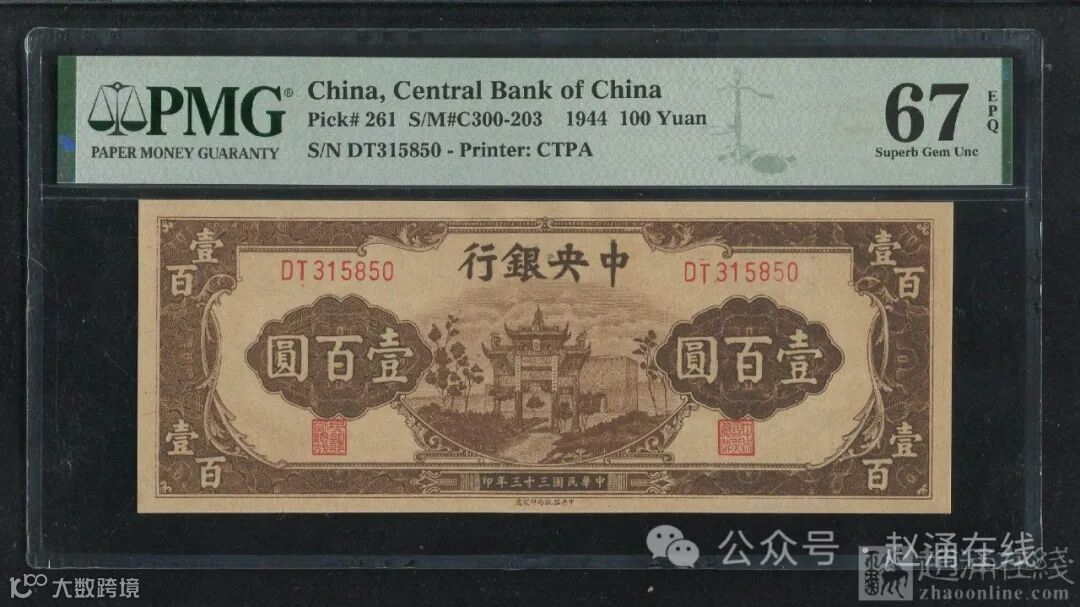 PMG®
PAPER MONEY GUARANTY
China, Central Bank of China
Pick# 261 S/M#C300-203 1944 100 Yuan
S/N DT315850 - Printer: CTPA
67
EPQ
Superb Gem Unc
行銀央中
DT315850
DT315850
壹百
壹百
圓百壹
圓百壹
壹百
壹百
印年三十三國民華中
公众号 · 赵涌在线
大数跨境
zhaoonline.com